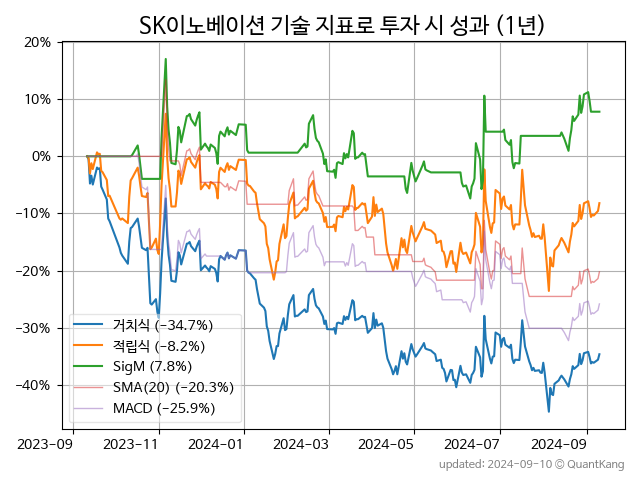 SK이노베이션 기술 지표로 투자 시 성과 (1년)
20%
10%
0%
−10%
−20%
−30%
−40%
거치식 (−34.7%)
적립식 (−8.2%)
SigM (7.8%)
SMA(20) (−20.3%)
MACD (−25.9%)
2023-09
2023-11
2024-01
2024-03
2024-05
2024-07
2024-09
updated: 2024-09-10 © QuantKang